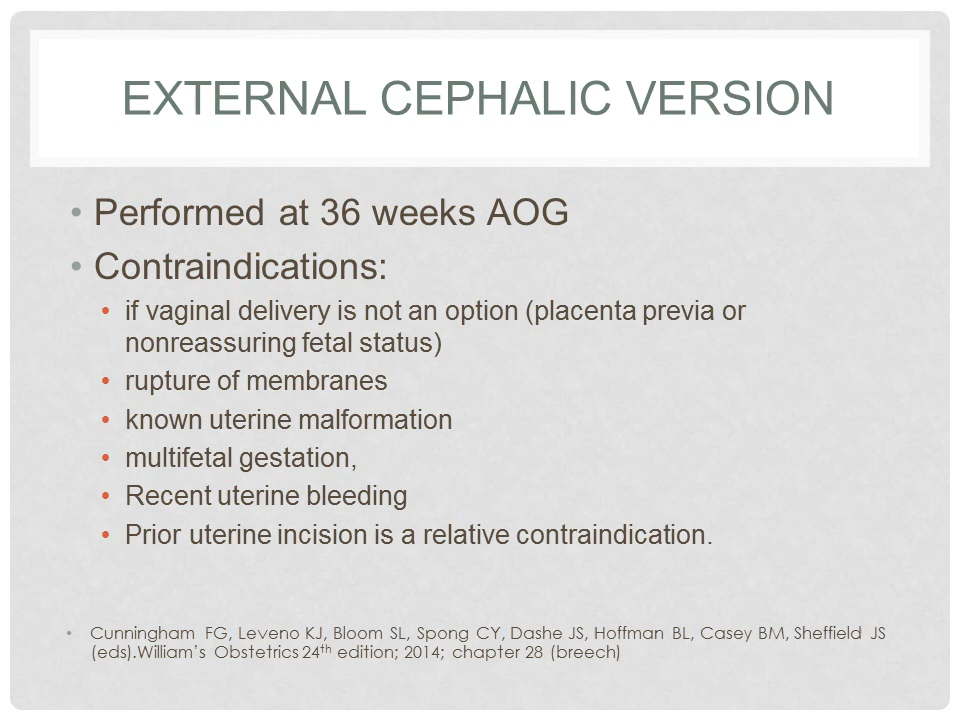 EXTERNAL CEPHALIC VERSION
• Performed at 36 weeks AOG
• Contraindications:
• if vaginal delivery is not an option (placenta previa or
nonreassuring fetal status)
• rupture of membranes
• known uterine malformation
• multifetal gestation,
• Recent uterine bleeding
• Prior uterine incision is a relative contraindication.
• Cunningham FG, Leveno KJ, Bloom SL, Spong CY, Dashe JS, Hoffman BL, Casey BM, Sheffield JS
(eds).William’s Obstetrics 24th edition; 2014; chapter 28 (breech)